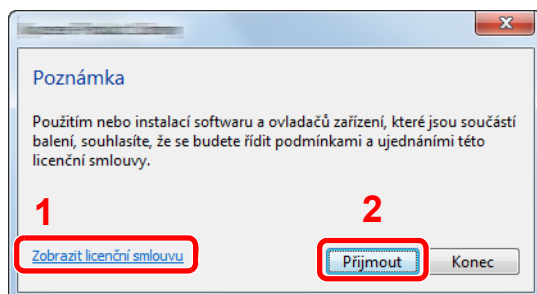 Poznámka
Použitím nebo instalací softwaru a ovladačů zařízení, které jsou součástí
balení, souhlasíte, že se budete řídit podmínkami a ujednáními této
licenční smlouvy.
1
2
Zobrazit licenční smlouvu
Přijmout
Konec